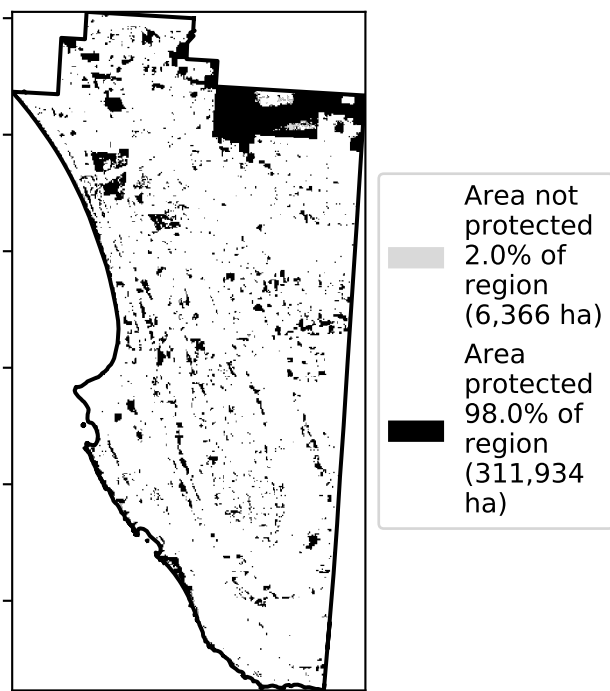 Area not
protected
2.0% of
region
(6,366 ha)
Area
protected
98.0% of
region
(311,934
ha)